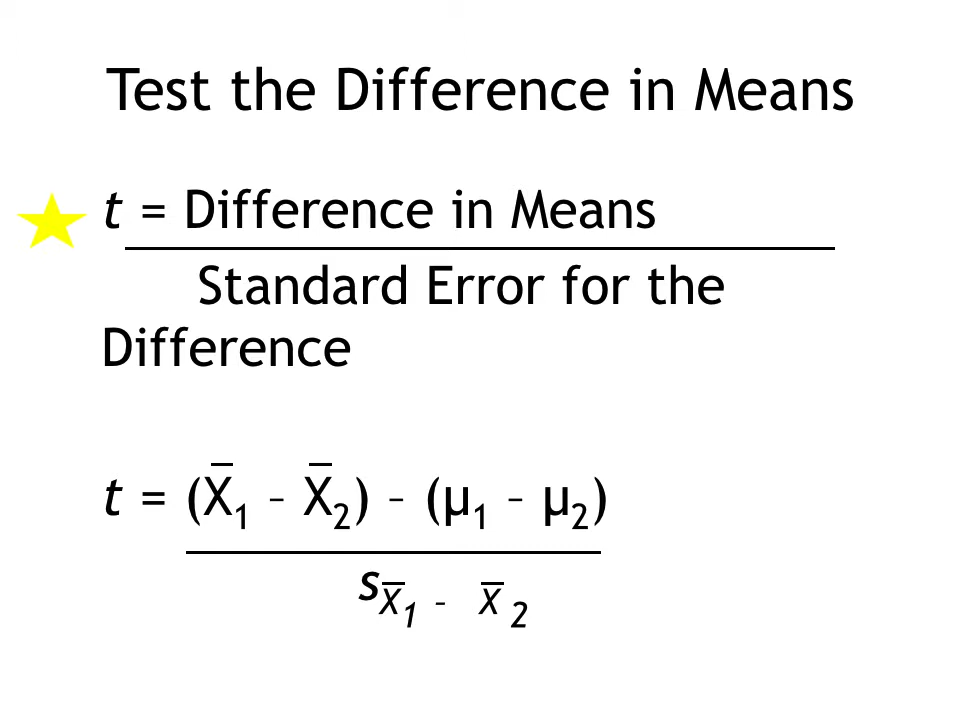 Test the Difference in Means
t = Difference in Means
Standard Error for the
Difference
t = (X̅₁ – X̅₂) – (µ₁ – µ₂)
sX̅₁ – X̅ ₂